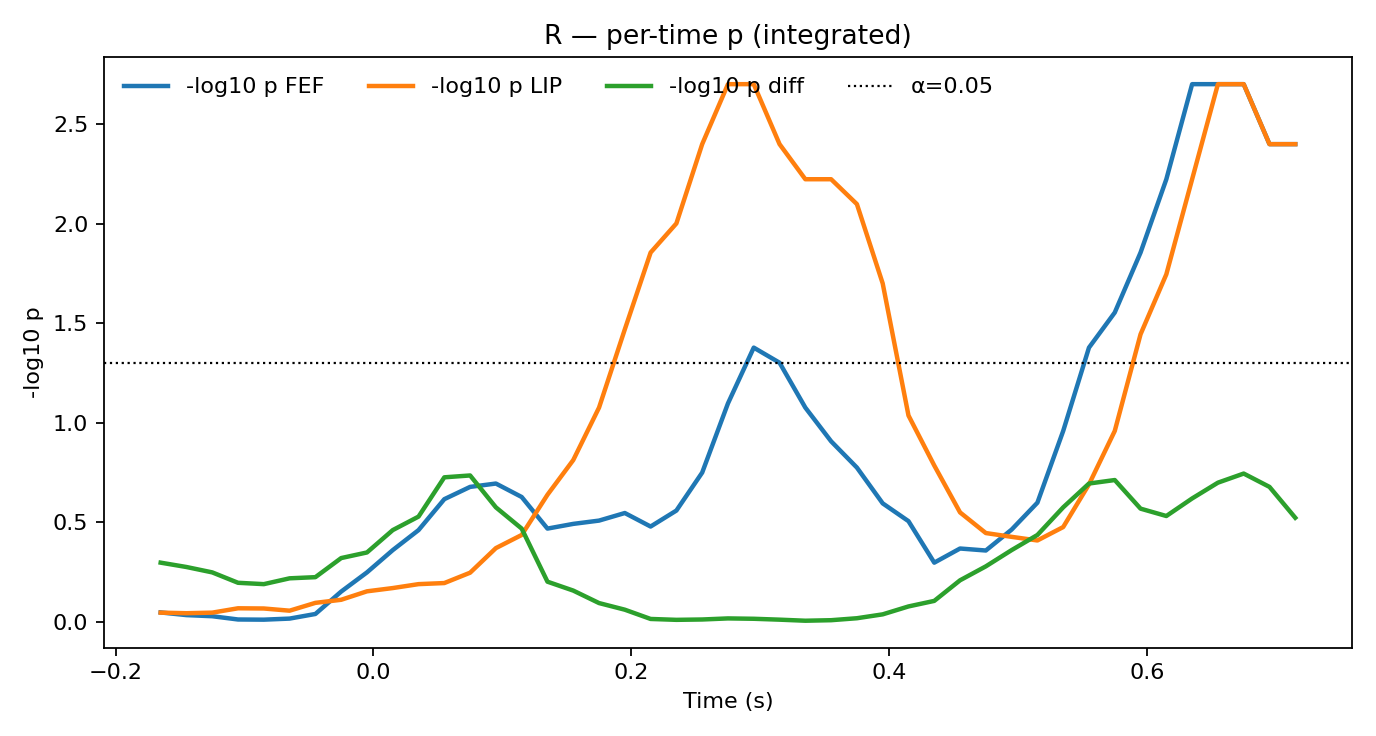 R — per-time p (integrated)
-log10 p FEF
-log10 p LIP
-log10 p diff
α=0.05
-log10 p
2.5
2.0
1.5
1.0
0.5
0.0
−0.2 0.0 0.2 0.4 0.6
Time (s)